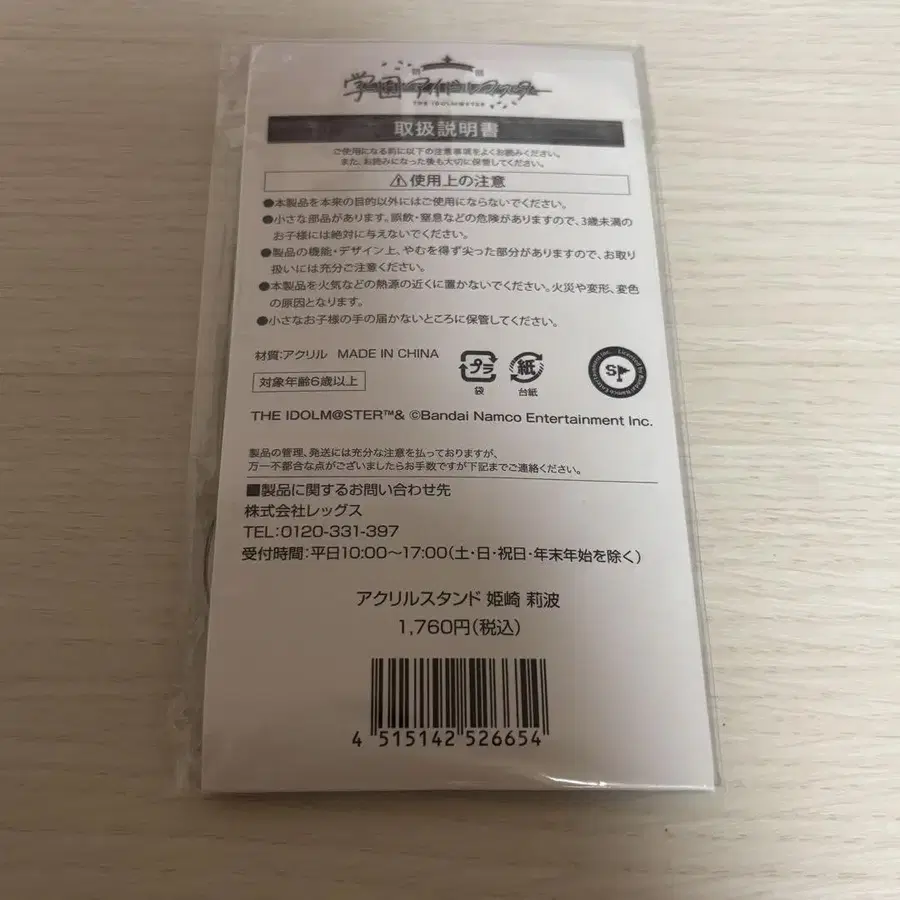 学園アイドルマスター
THE IDOLM@STER
取扱説明書
ご使用になる前に以下の注意事項をよくお読みください。
また、お読みになった後も大切に保管してください。
⚠使用上の注意
●本製品を本来の目的以外にはご使用にならないでください。
●小さな部品があります。誤飲・窒息などの危険がありますので、3歳未満の
お子様には絶対に与えないでください。
●製品の機能・デザイン上、やむを得ず尖った部分がありますので、お取り
扱いには充分ご注意ください。
●本製品を火気などの熱源の近くに置かないでください。火災や変形、変色
の原因となります。
●小さなお子様の手の届かないところに保管してください。
材質:アクリル MADE IN CHINA
対象年齢6歳以上
プラ
袋
紙
台紙
Licensed by Bandai Namco Entertainment Inc.
S
THE IDOLM@STER™& ©Bandai Namco Entertainment Inc.
製品の管理、発送には充分な注意を払っておりますが、
万一不都合な点がございましたらお手数ですが下記までご連絡ください。
■製品に関するお問い合わせ先
株式会社レッグス
TEL:0120-331-397
受付時間:平日10:00～17:00(土・日・祝日・年末年始を除く)
アクリルスタンド 姫崎 莉波
1,760円(税込)
4 515142 526654